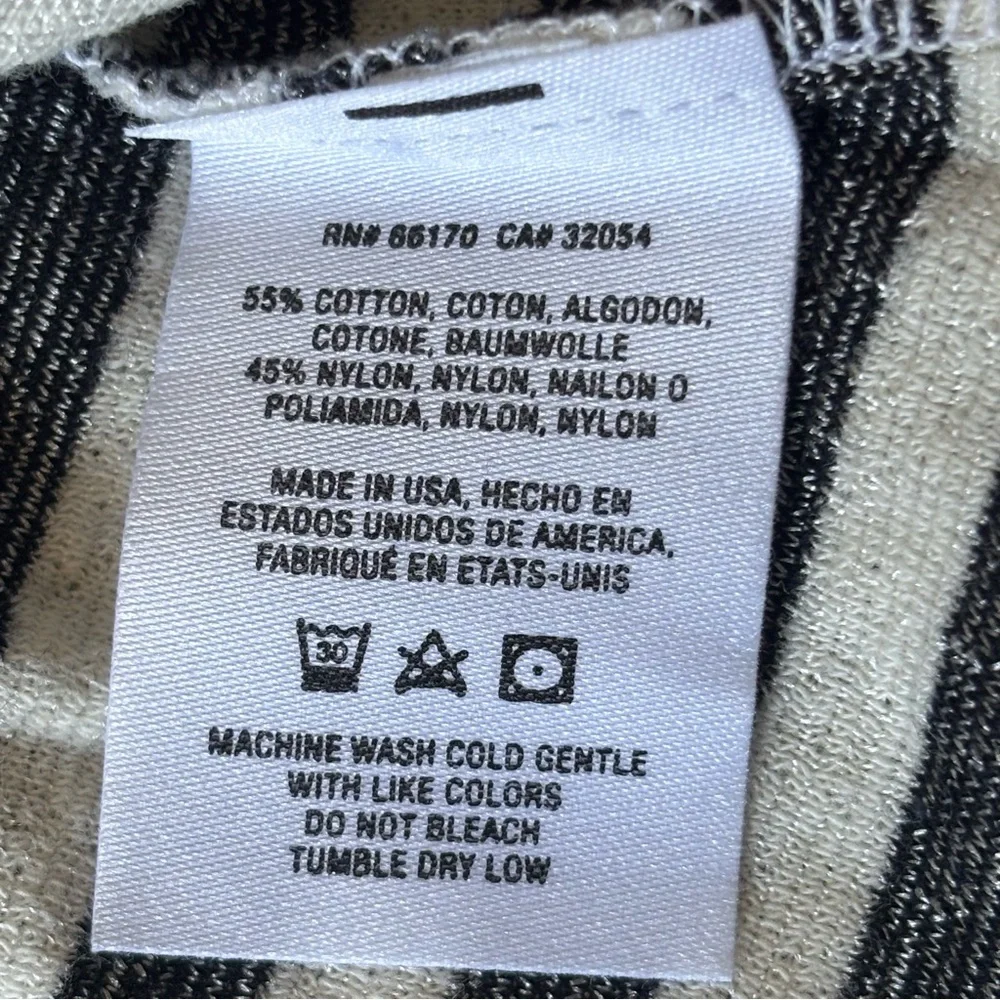 RN# 66170 CA# 32054
55% COTTON, COTON, ALGODON,
COTONE, BAUMWOLLE
45% NYLON, NYLON, NAILON O
POLIAMIDA, NYLON, NYLON
MADE IN USA, HECHO EN
ESTADOS UNIDOS DE AMERICA,
FABRIQUÉ EN ETATS-UNIS
30
MACHINE WASH COLD GENTLE
WITH LIKE COLORS
DO NOT BLEACH
TUMBLE DRY LOW